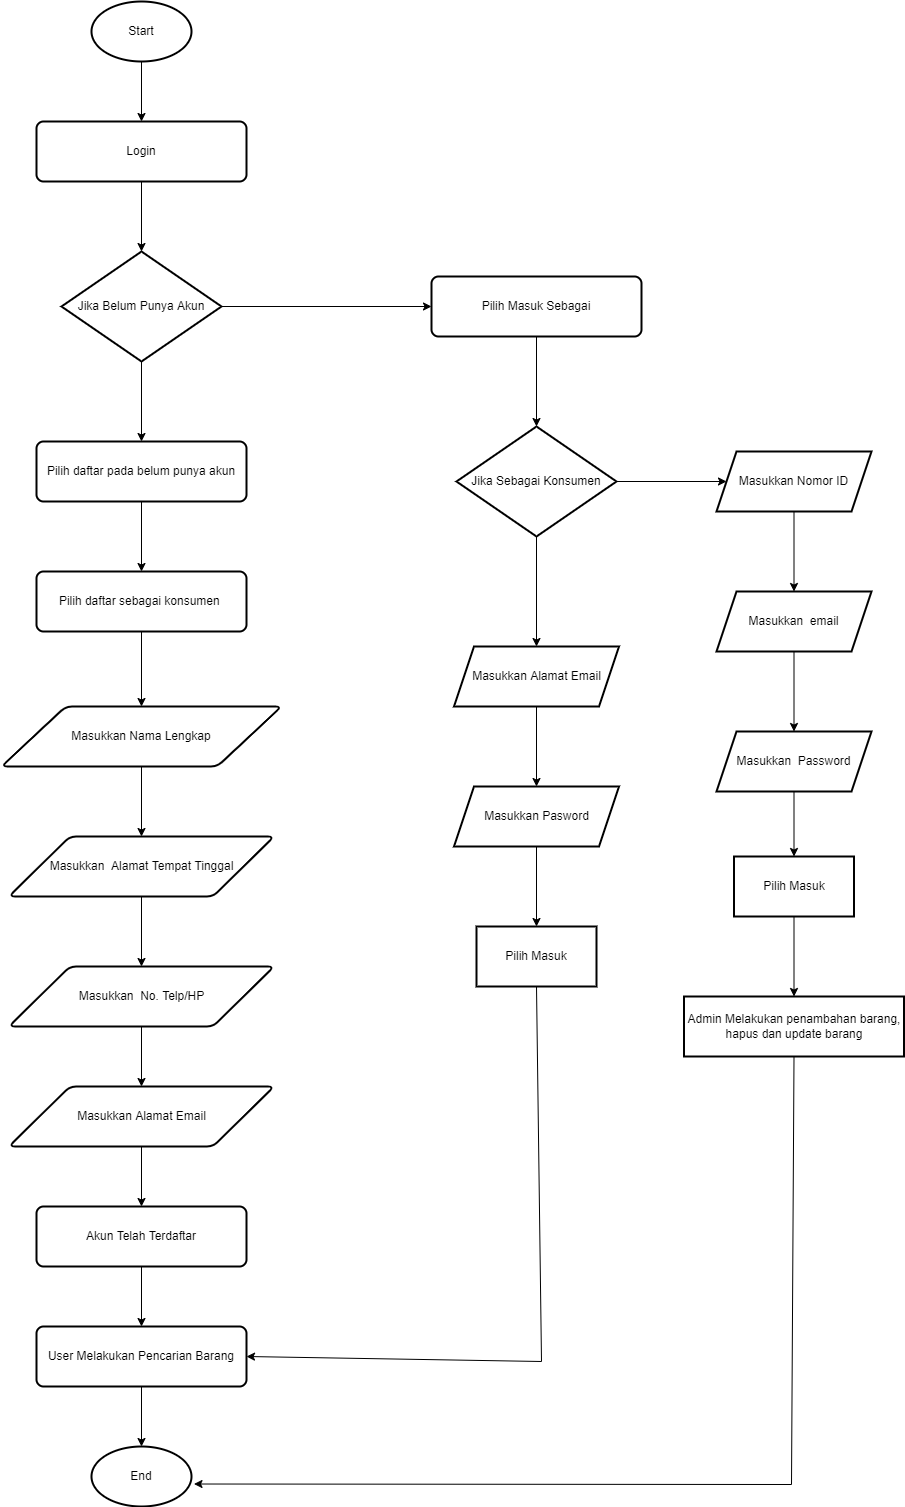 Start
Login
Jika Belum Punya Akun
Pilih Masuk Sebagai
Pilih daftar pada belum punya akun
Jika Sebagai Konsumen
Masukkan Nomor ID
Pilih daftar sebagai konsumen
Masukkan  email
Masukkan Alamat Email
Masukkan Nama Lengkap
Masukkan  Password
Masukkan Pasword
Masukkan  Alamat Tempat Tinggal
Pilih Masuk
Pilih Masuk
Masukkan  No. Telp/HP
Admin Melakukan penambahan barang,
hapus dan update barang
Masukkan Alamat Email
Akun Telah Terdaftar
User Melakukan Pencarian Barang
End